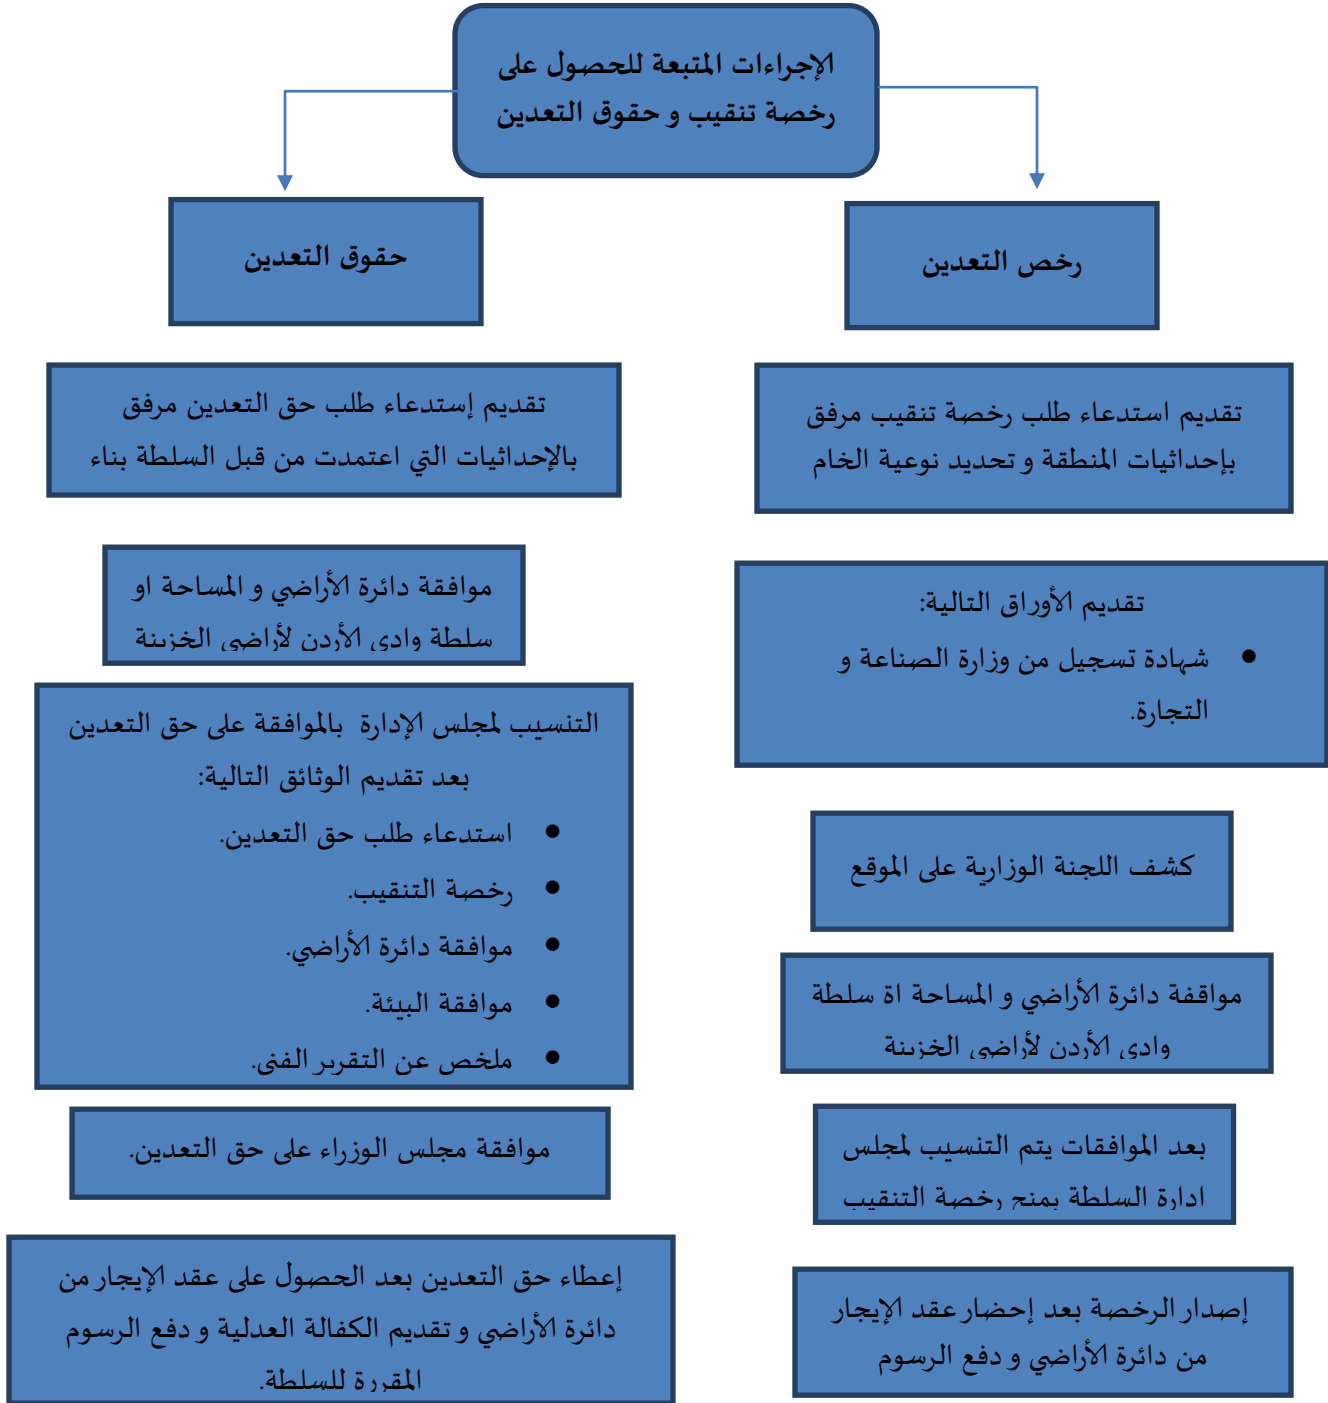 الإجراءات المتبعة للحصول على
رخصة تنقيب و حقوق التعدين
رخص التعدين
تقديم استدعاء طلب رخصة تنقيب مرفق
بإحداثيات المنطقة و تحديد نوعية الخام
تقديم الأوراق التالية:
• شهادة تسجيل من وزارة الصناعة و
التجارة.
كشف اللجنة الوزارية على الموقع
مواقفة دائرة الأراضي و المساحة اة سلطة
وادي الأردن لأراضي الخزينة
بعد الموافقات يتم التنسيب لمجلس
ادارة السلطة بمنح رخصة التنقيب
إصدار الرخصة بعد إحضار عقد الإيجار
من دائرة الأراضي و دفع الرسوم
حقوق التعدين
تقديم إستدعاء طلب حق التعدين مرفق
بالإحداثيات التي اعتمدت من قبل السلطة بناء
موافقة دائرة الأراضي و المساحة او
سلطة وادي الأردن لأراضي الخزينة
التنسيب لمجلس الإدارة بالموافقة على حق التعدين
بعد تقديم الوثائق التالية:
• استدعاء طلب حق التعدين.
• رخصة التنقيب.
• موافقة دائرة الأراضي.
• موافقة البيئة.
• ملخص عن التقرير الفني.
موافقة مجلس الوزراء على حق التعدين.
إعطاء حق التعدين بعد الحصول على عقد الإيجار من
دائرة الأراضي و تقديم الكفالة العدلية و دفع الرسوم
المقررة للسلطة.